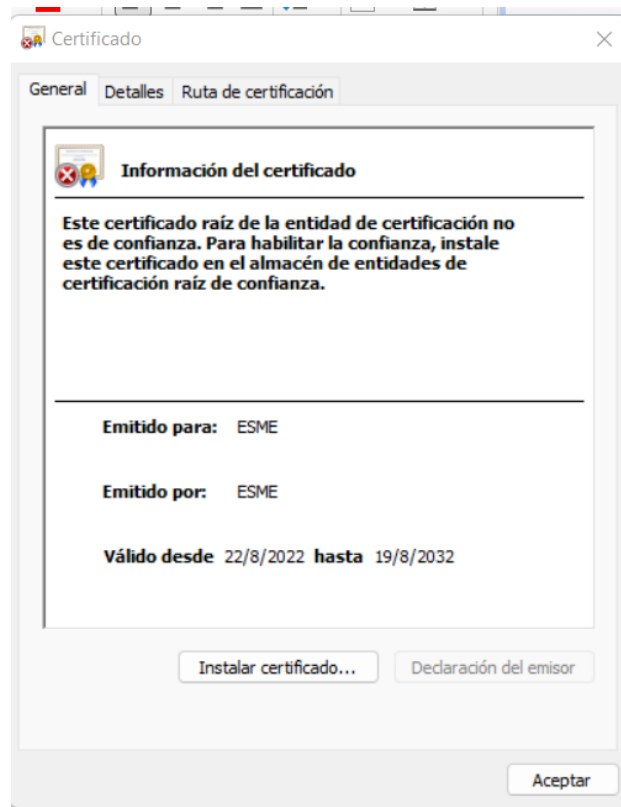 Certificado
General Detalles Ruta de certificación
Información del certificado
Este certificado raíz de la entidad de certificación no
es de confianza. Para habilitar la confianza, instale
este certificado en el almacén de entidades de
certificación raíz de confianza.
Emitido para: ESME
Emitido por: ESME
Válido desde 22/8/2022 hasta 19/8/2032
Instalar certificado... Declaración del emisor
Aceptar